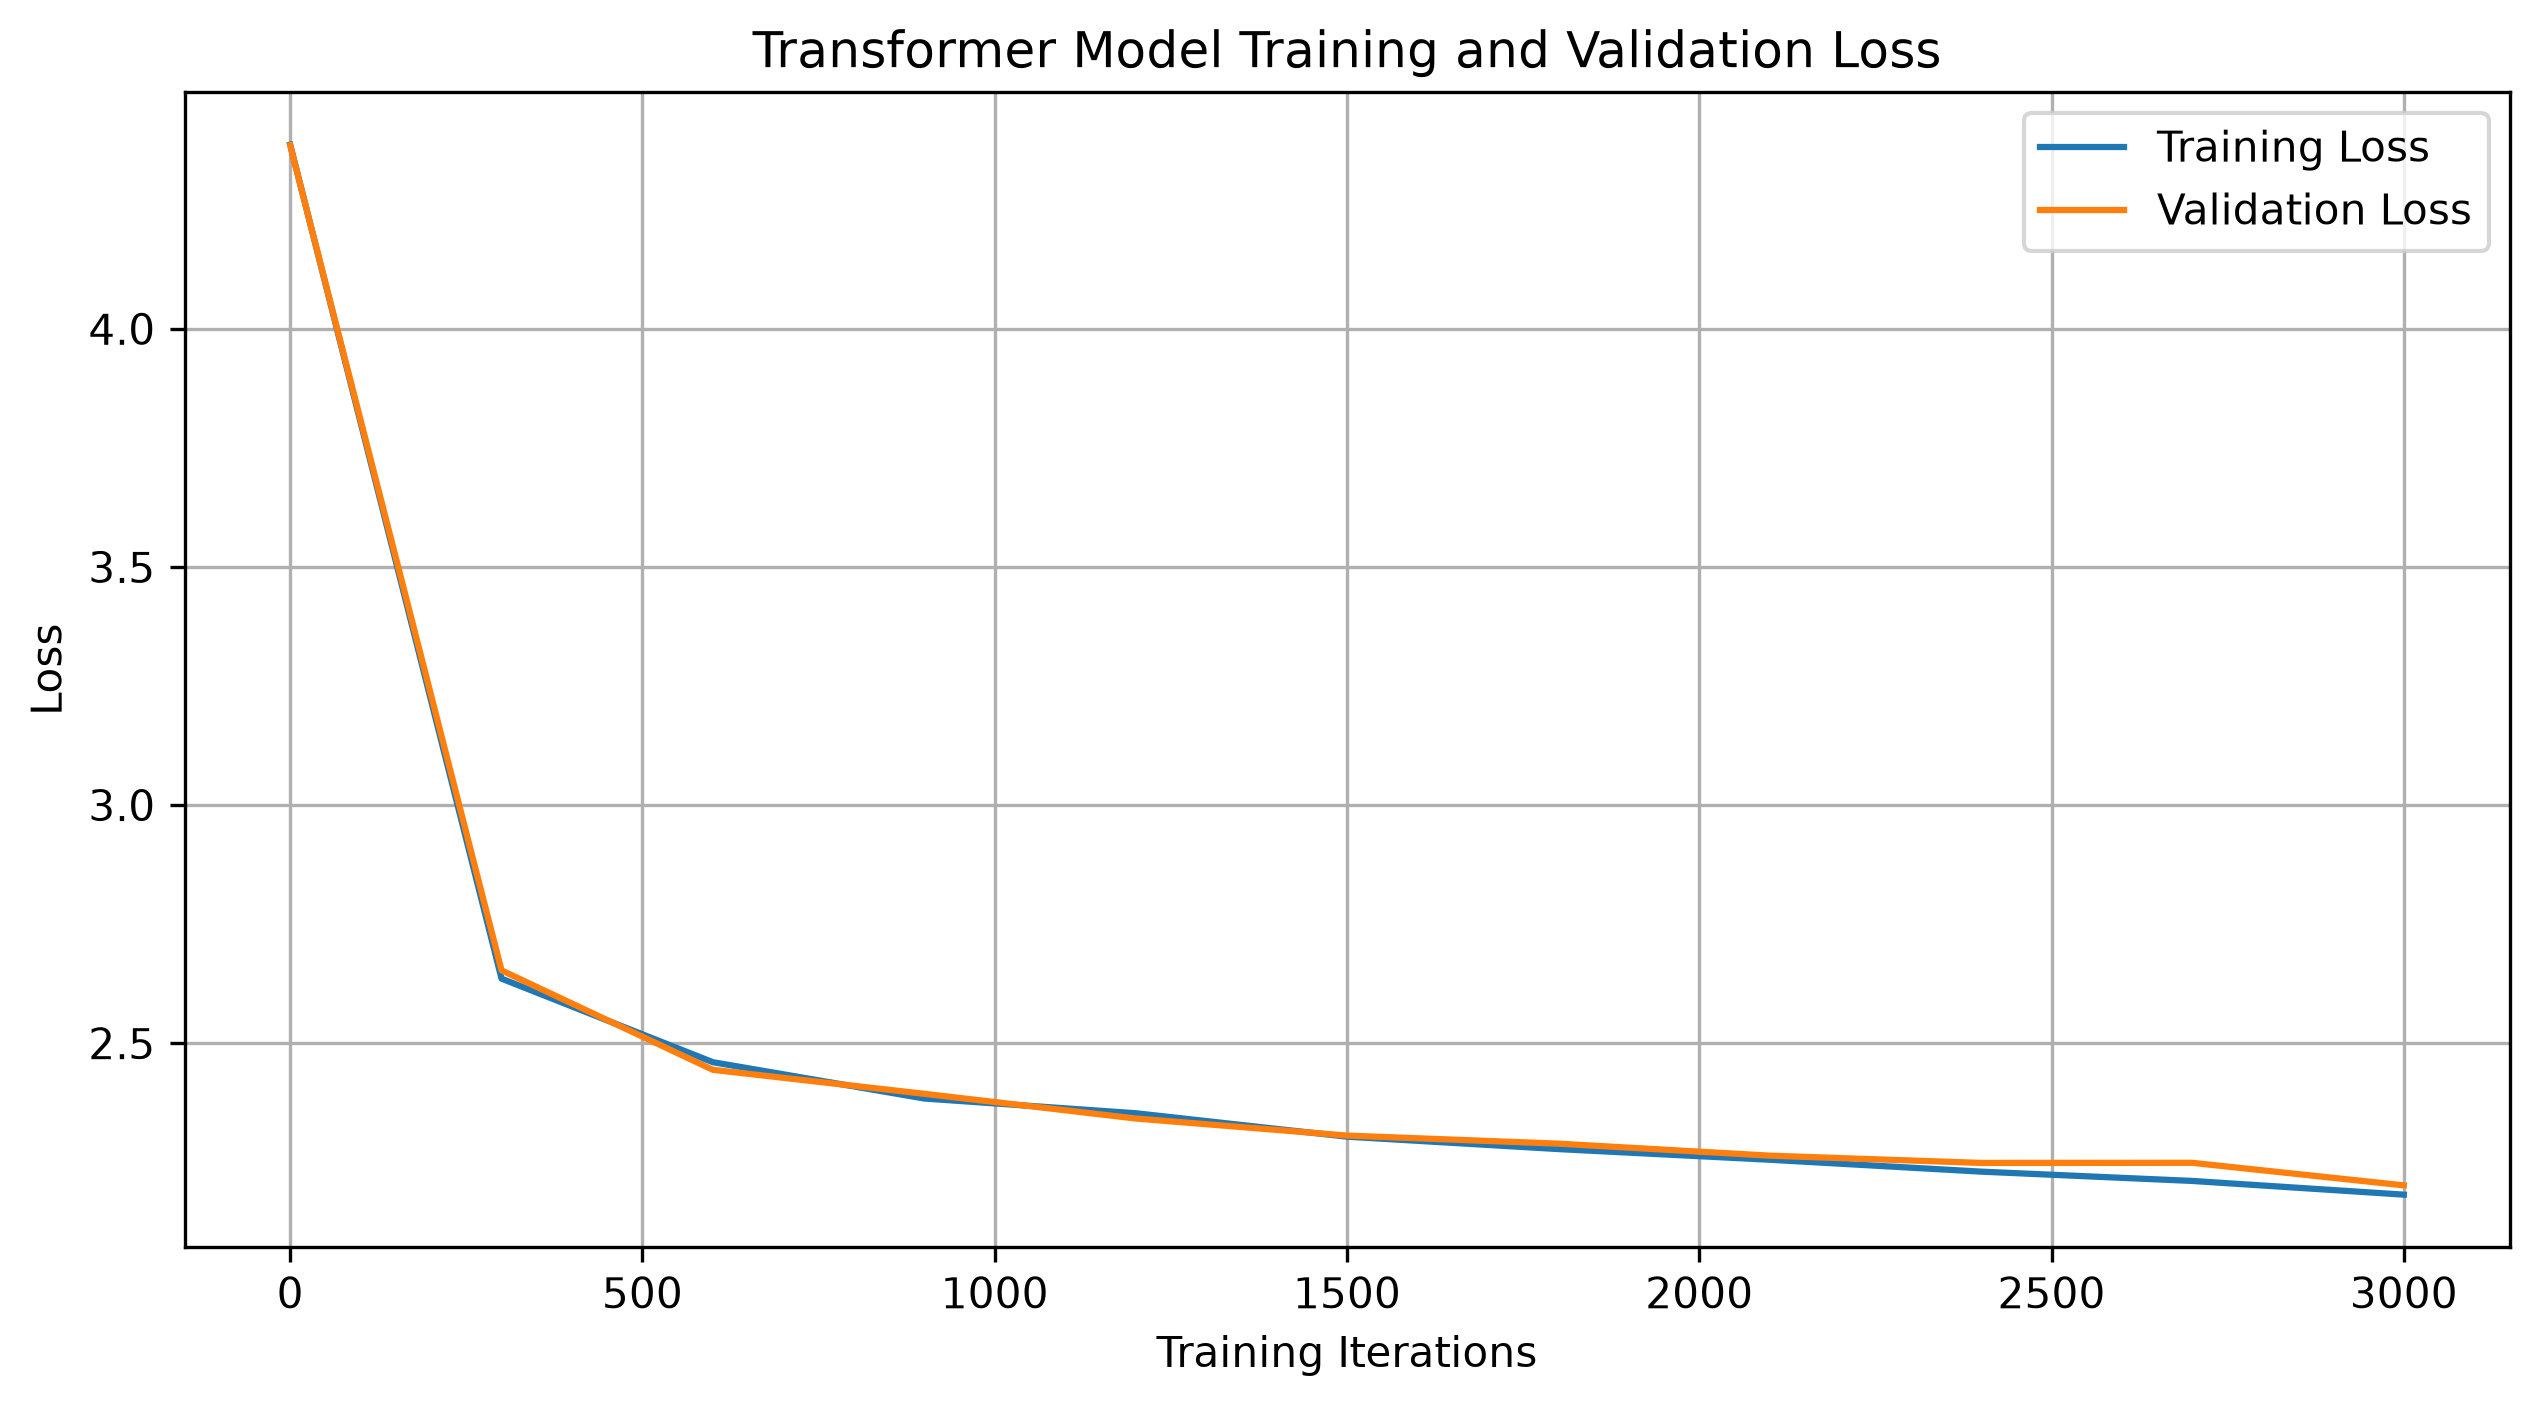 Transformer Model Training and Validation Loss
Training Loss
Validation Loss
4.0
3.5
3.0
2.5
Loss
0 500 1000 1500 2000 2500 3000
Training Iterations